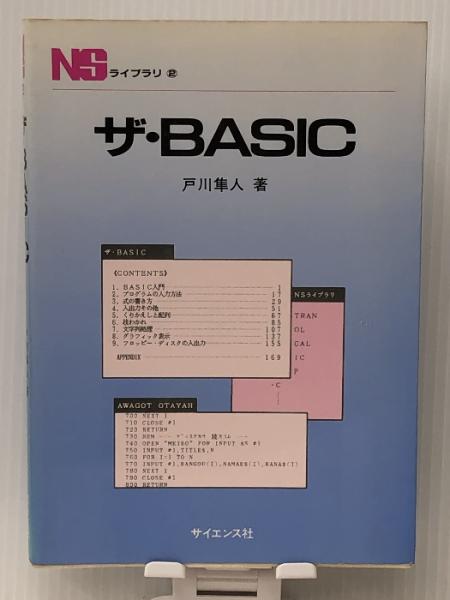 NSライブラリ②
ザ・BASIC
戸川隼人 著
ザ・BASIC
《CONTENTS》
1. BASIC入門 1
2. プログラムの入力方法 17
3. 式の書き方 29
4. 入出力その他 51
5. くりかえしと配列 67
6. 枝わかれ 85
7. 文字列処理 107
8. グラフィック表示 137
9. フロッピー・ディスクの入出力 155
APPENDIX 169
NSライブラリ
TRAN
OL
CAL
IC
P
・C
AWAGOT OTAYAH
700 NEXT I
710 CLOSE #1
720 RETURN
730 REM
740 OPEN "MEIBO" FOR INPUT AS #1
750 INPUT #1,TITLE$,N
760 FOR I=1 TO N
770 INPUT #1,BANGOU(I),NAMAE$(I),KANA$(I)
780 NEXT I
790 CLOSE #1
800 RETURN
サイエンス社